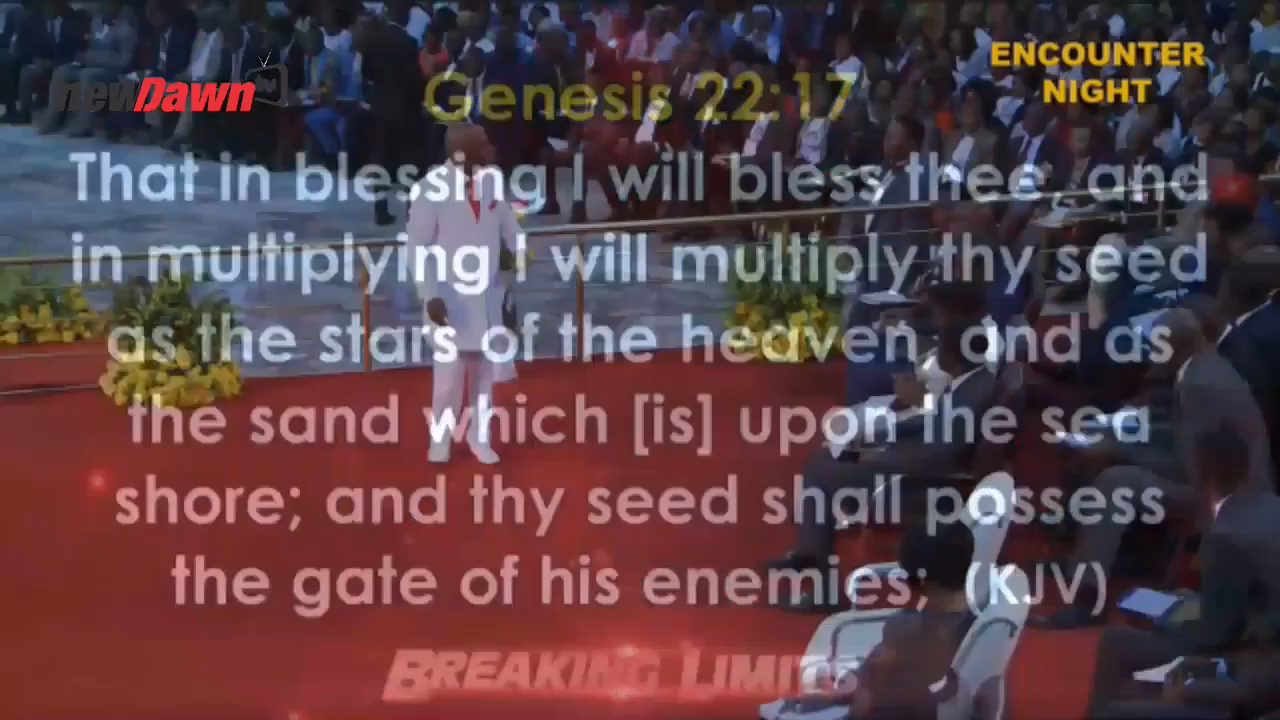 newDawn
ENCOUNTER
NIGHT
Genesis 22:17
That in blessing I will bless thee, and
in multiplying I will multiply thy seed
as the stars of the heaven, and as
the sand which [is] upon the sea
shore; and thy seed shall possess
the gate of his enemies; (KJV)
BREAKING LIMITS